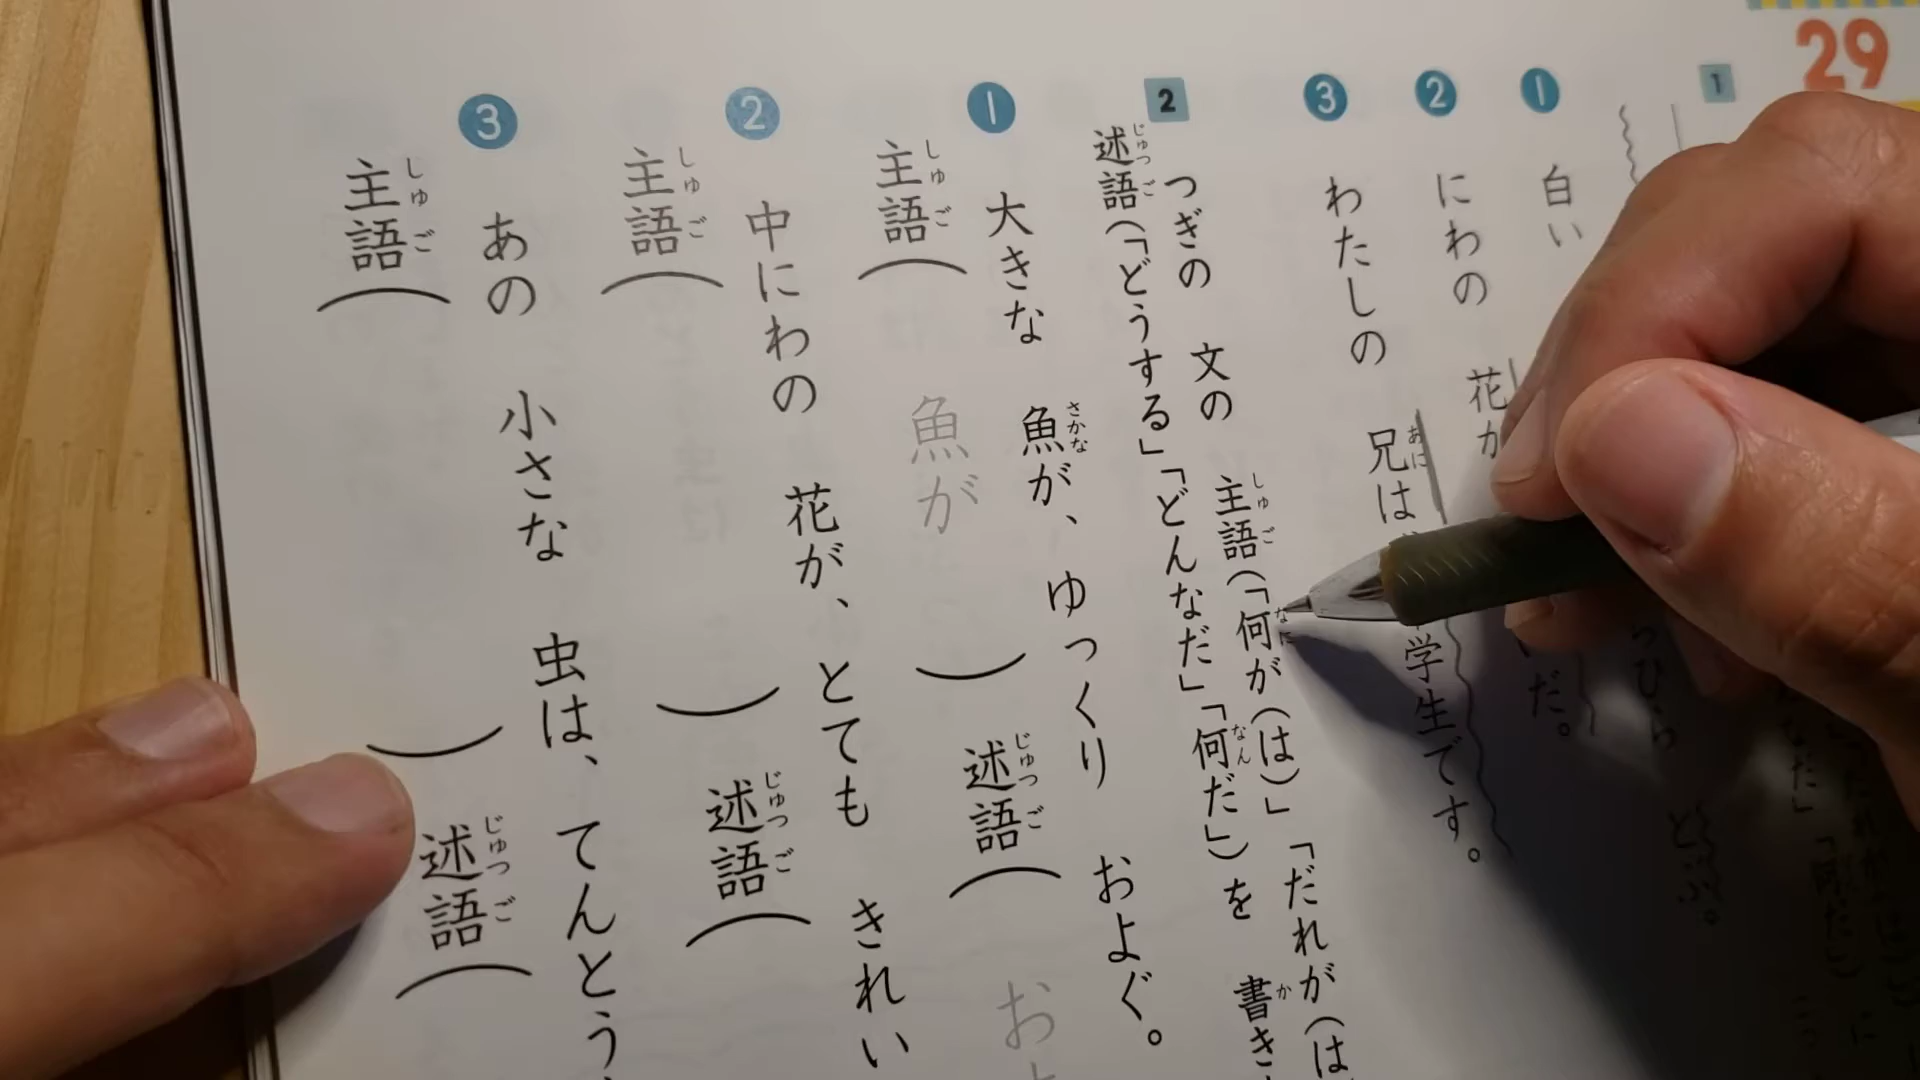 29
1
① 白い
② にわの 花が
③ わたしの 兄は 学生です。
2 つぎの 文の 主語(「何が(は)」「だれが(は
述語(「どうする」「どんなだ」「何だ」)を 書き
① 大きな 魚が、ゆっくり およぐ。
主語( 魚が ) 述語( およ
② 中にわの 花が、とても きれい
主語( ) 述語(
③ あの 小さな 虫は、てんとう
主語( ) 述語(